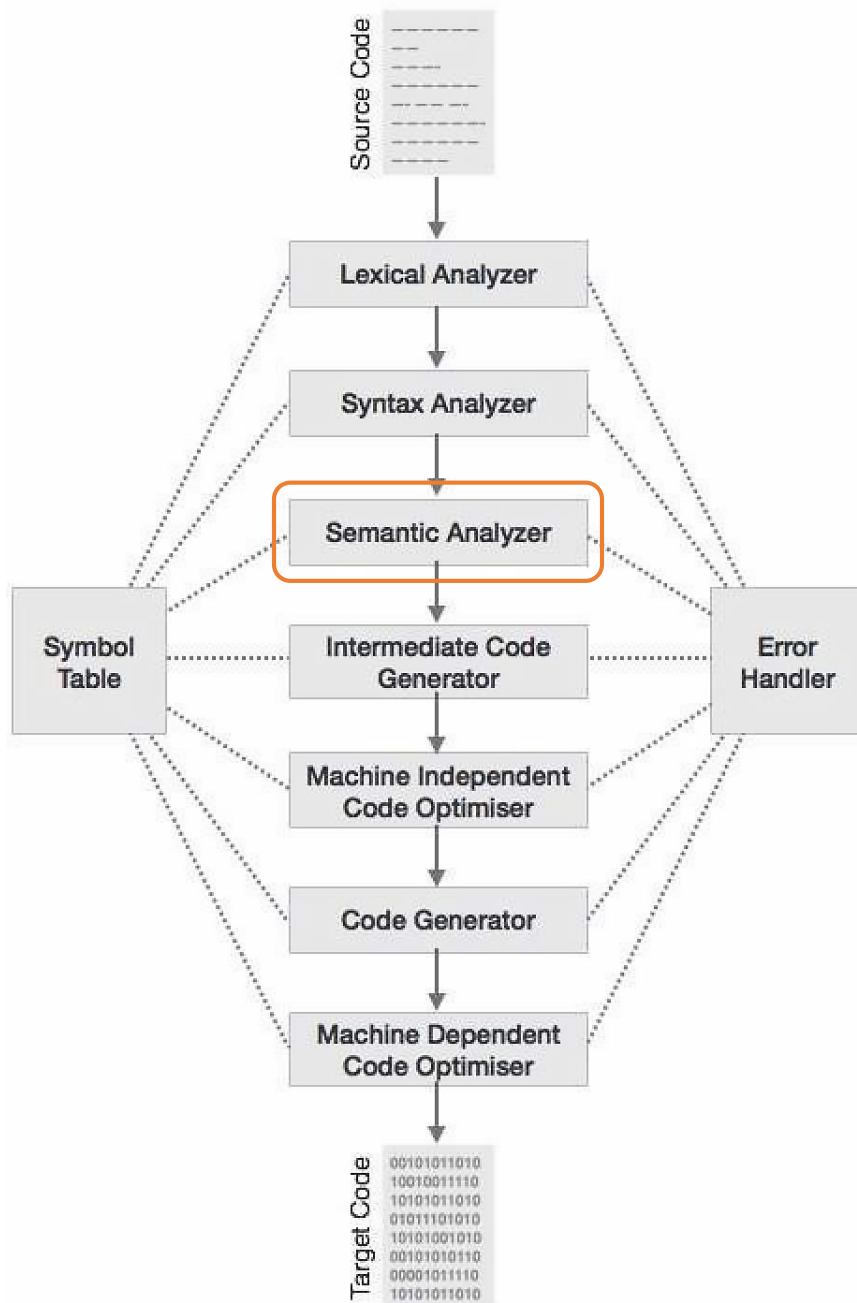 Source Code
Lexical Analyzer
Syntax Analyzer
Semantic Analyzer
Symbol
Table
Intermediate Code
Generator
Error
Handler
Machine Independent
Code Optimiser
Code Generator
Machine Dependent
Code Optimiser
Target Code
00101011010
10010011110
10101011010
01011101010
10101001010
00101010110
00001011110
10101011010